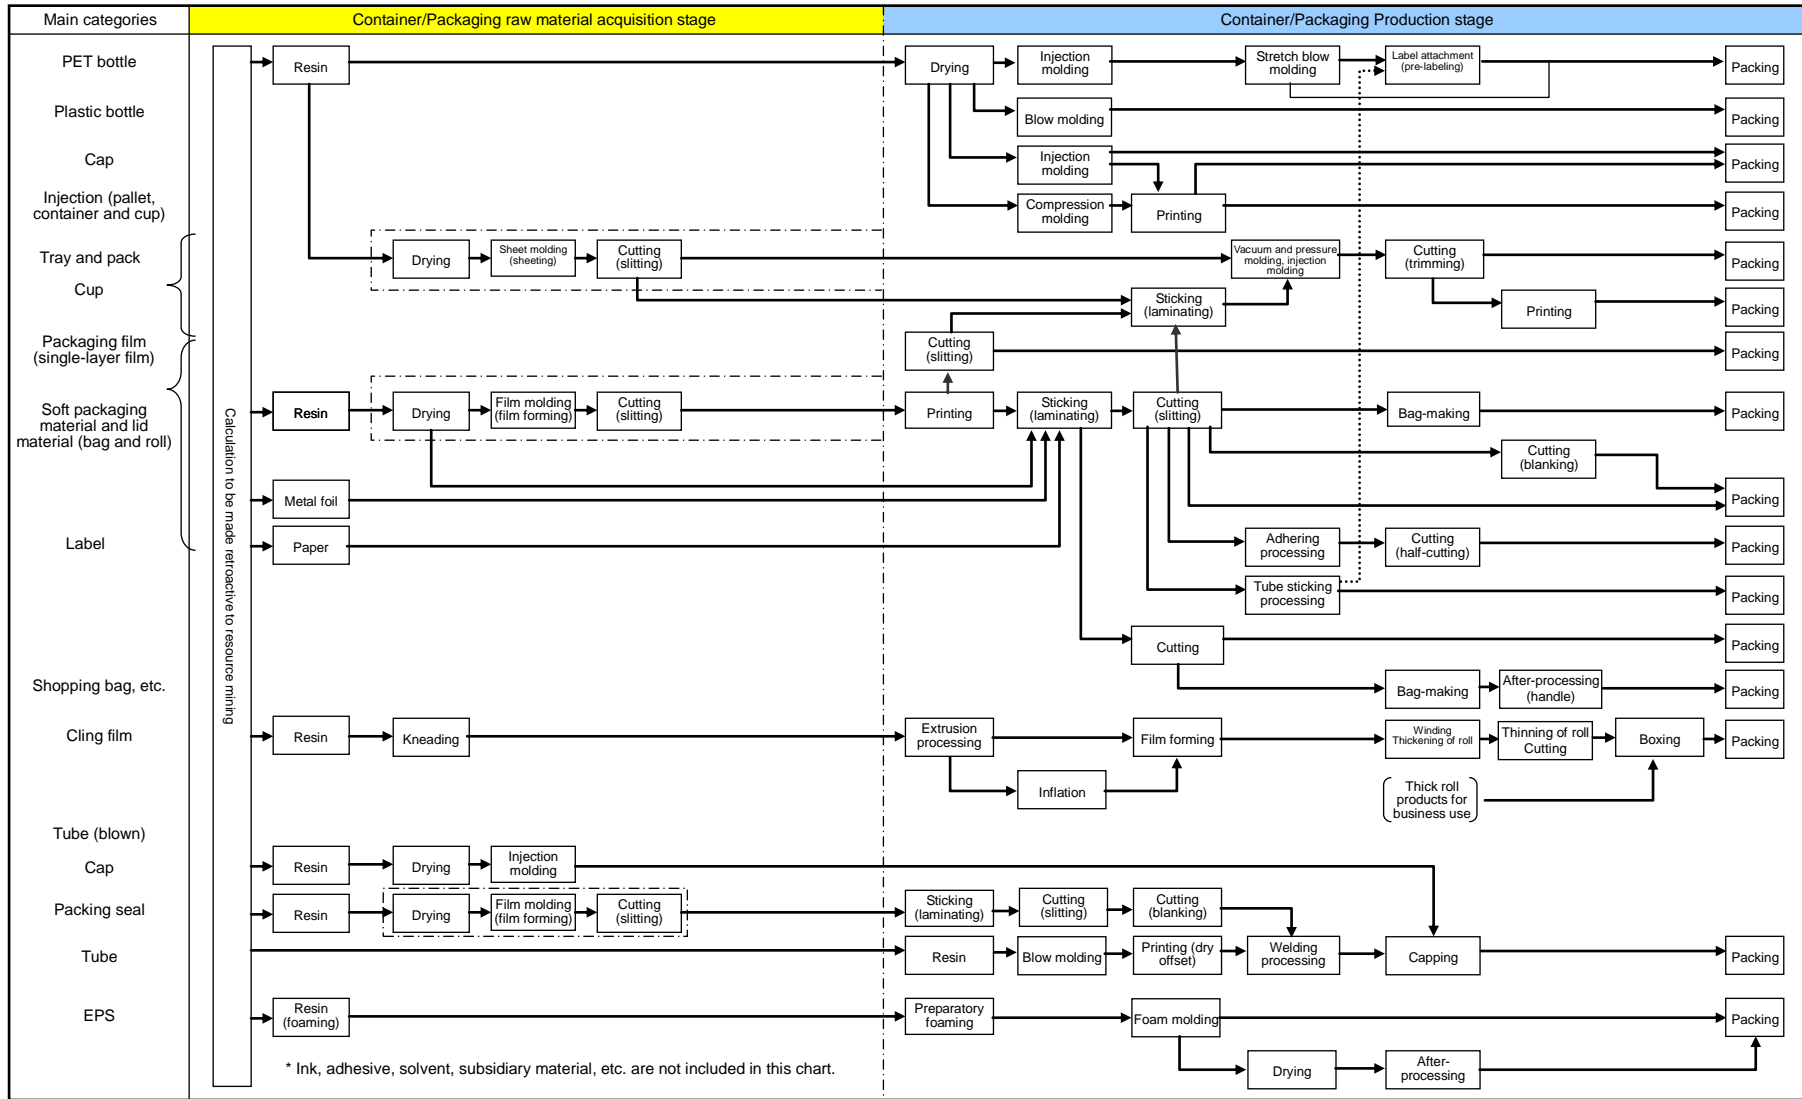 Main categories
Container/Packaging raw material acquisition stage
Container/Packaging Production stage
PET bottle
Resin
Drying
Injection
molding
Stretch blow
molding
Label attachment
(pre-labeling)
Packing
Plastic bottle
Blow molding
Packing
Cap
Injection
molding
Packing
Injection (pallet,
container and cup)
Compression
molding
Printing
Packing
Tray and pack
Drying
Sheet molding
(sheeting)
Cutting
(slitting)
Vacuum and pressure
molding, injection
molding
Cutting
(trimming)
Packing
Cup
Sticking
(laminating)
Printing
Packing
Packaging film
(single-layer film)
Cutting
(slitting)
Packing
Soft packaging
material and lid
material (bag and roll)
Calculation to be made retroactive to resource mining
Resin
Drying
Film molding
(film forming)
Cutting
(slitting)
Printing
Sticking
(laminating)
Cutting
(slitting)
Bag-making
Packing
Cutting
(blanking)
Metal foil
Packing
Label
Paper
Adhering
processing
Cutting
(half-cutting)
Packing
Tube sticking
processing
Packing
Cutting
Packing
Shopping bag, etc.
Bag-making
After-processing
(handle)
Packing
Cling film
Resin
Kneading
Extrusion
processing
Film forming
Winding
Thickening of roll
Thinning of roll
Cutting
Boxing
Packing
Inflation
Thick roll
products for
business use
Tube (blown)
Cap
Resin
Drying
Injection
molding
Packing seal
Resin
Drying
Film molding
(film forming)
Cutting
(slitting)
Sticking
(laminating)
Cutting
(slitting)
Cutting
(blanking)
Tube
Resin
Blow molding
Printing (dry
offset)
Welding
processing
Capping
Packing
EPS
Resin
(foaming)
Preparatory
foaming
Foam molding
Packing
Drying
After-
processing
* Ink, adhesive, solvent, subsidiary material, etc. are not included in this chart.